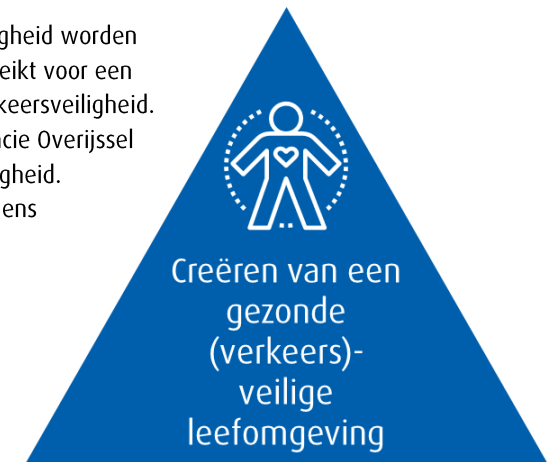 gheid worden
eikt voor een
keersveiligheid.
cie Overijssel
gheid.
ens
Creëren van een
gezonde
(verkeers)-
veilige
leefomgeving